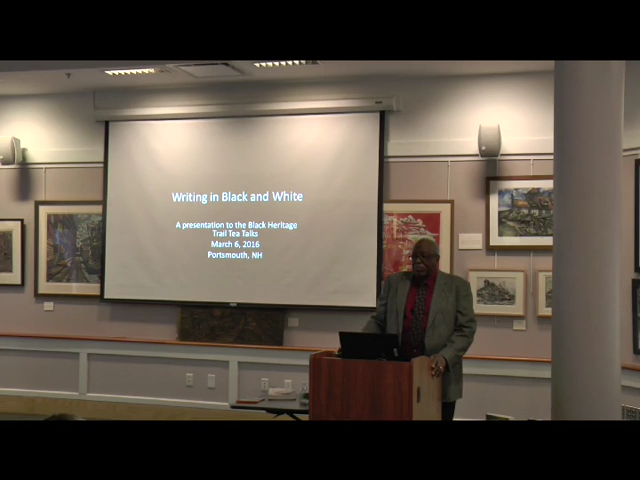 Writing in Black and White
A presentation to the Black Heritage
Trail Tea Talks
March 6, 2016
Portsmouth, NH